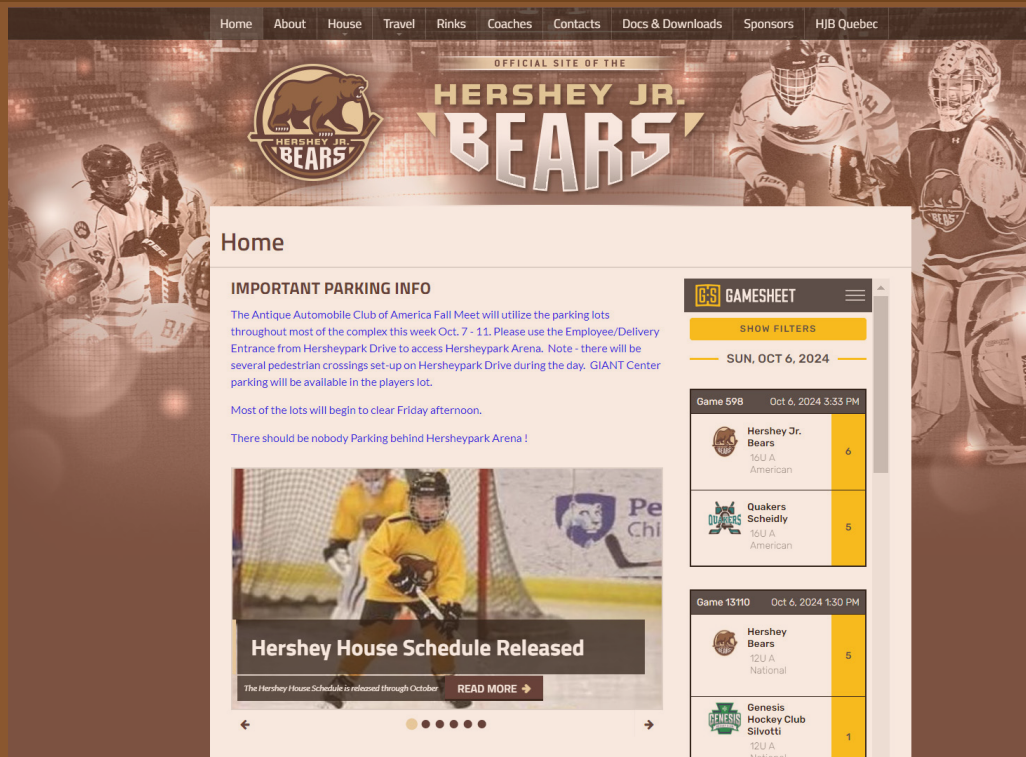 Home About House Travel Rinks Coaches Contacts Docs & Downloads Sponsors HJB Quebec
OFFICIAL SITE OF THE
HERSHEY JR.
BEARS
HERSHEY JR.
BEARS
Home
IMPORTANT PARKING INFO
The Antique Automobile Club of America Fall Meet will utilize the parking lots
throughout most of the complex this week Oct. 7 - 11. Please use the Employee/Delivery
Entrance from Hersheypark Drive to access Hersheypark Arena.  Note - there will be
several pedestrian crossings set-up on Hersheypark Drive during the day.  GIANT Center
parking will be available in the players lot.
Most of the lots will begin to clear Friday afternoon.
There should be nobody Parking behind Hersheypark Arena !
Pe
Chi
Hershey House Schedule Released
The Hershey House Schedule is released through October
READ MORE
G:S GAMESHEET
SHOW FILTERS
SUN, OCT 6, 2024
Game 598 Oct 6, 2024 3:33 PM
Hershey Jr.
Bears
16U A
American
6
QUAKERS
Quakers
Scheidly
16U A
American
5
Game 13110 Oct 6, 2024 1:30 PM
Hershey
Bears
12U A
National
5
GENESIS
Genesis
Hockey Club
Silvotti
12U A
National
1